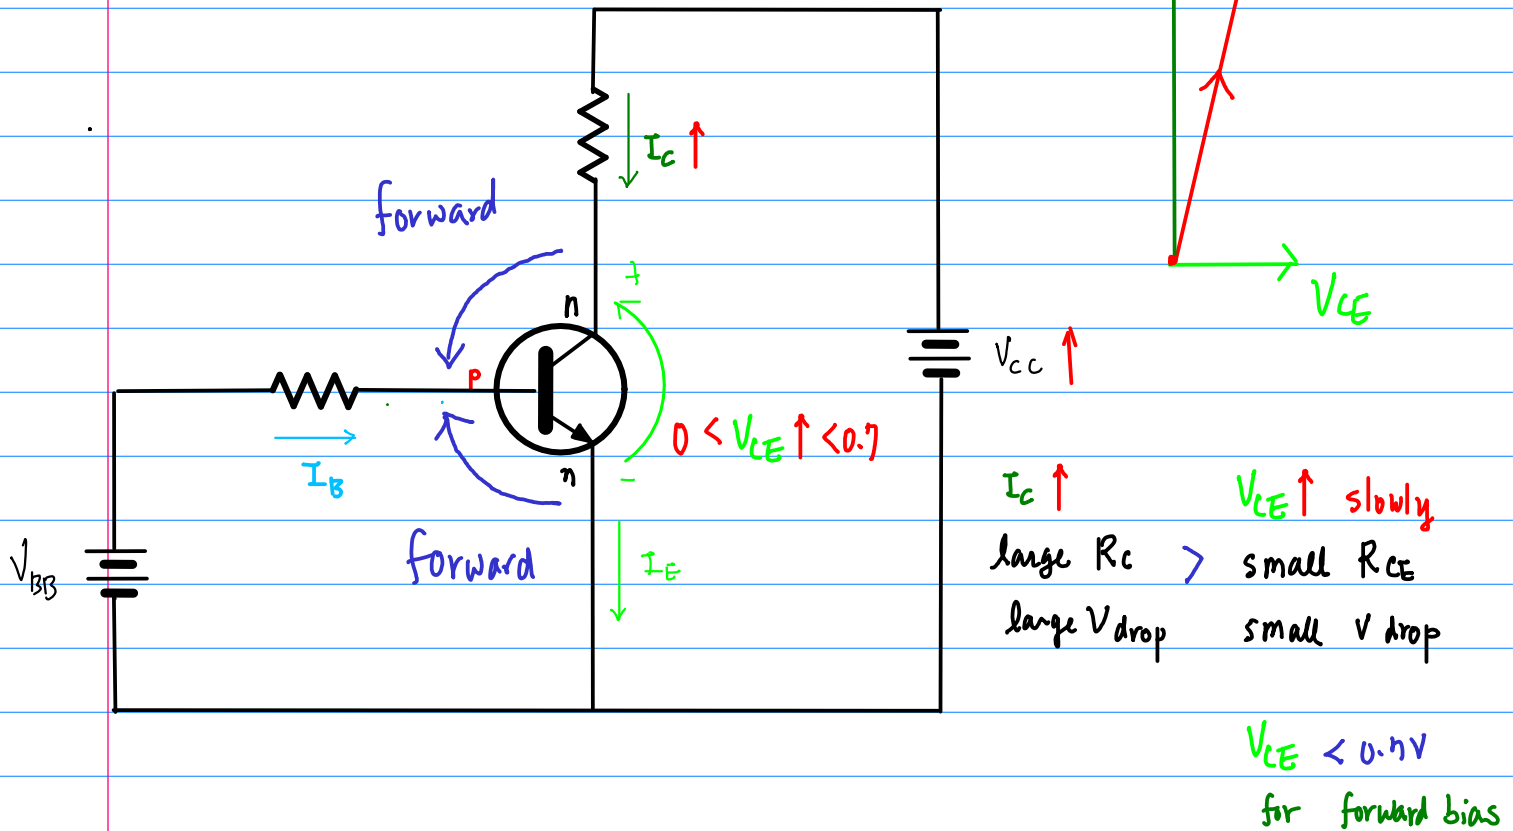 I_C ↑
forward
+
n
V_CE
P
V_CC ↑
0 < V_CE ↑ < 0.7
I_B
n
-
I_C ↑ V_CE ↑ slowly
forward
I_E
large R_C > small R_CE
V_BB
large V_drop small V drop
V_CE < 0.7V
for forward bias